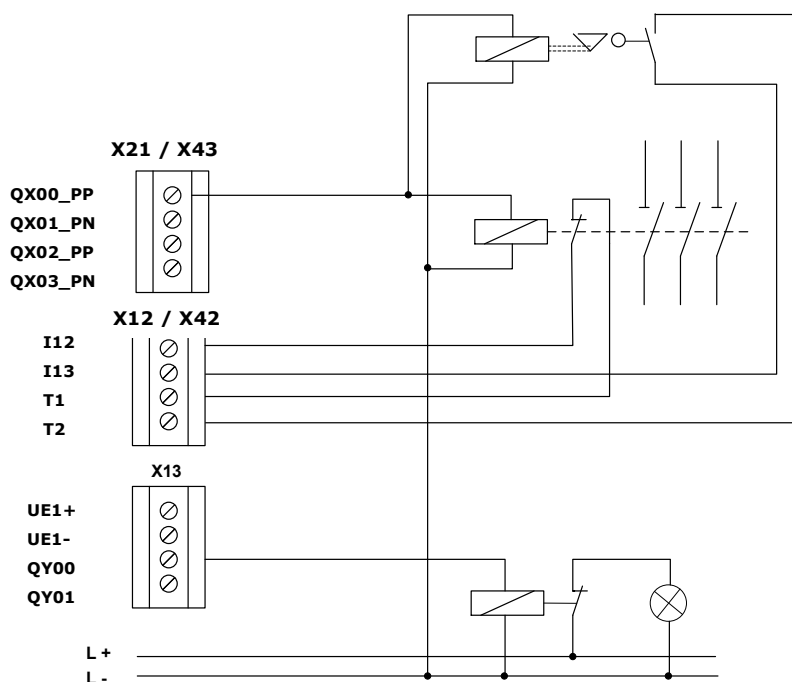 X21 / X43
QX00_PP
QX01_PN
QX02_PP
QX03_PN
X12 / X42
I12
I13
T1
T2
X13
UE1+
UE1-
QY00
QY01
L +
L -